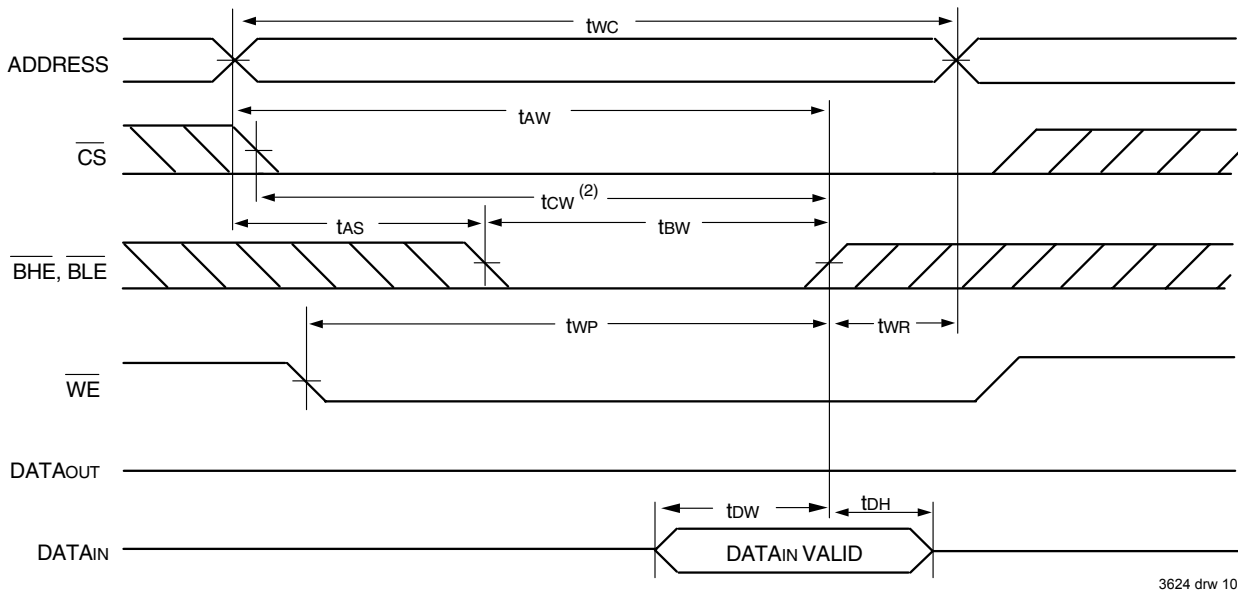 tWC
ADDRESS
tAW
CS
tCW (2)
tAS
tBW
BHE, BLE
tWP
tWR
WE
DATAOUT
tDW
tDH
DATAIN
DATAIN VALID
3624 drw 10